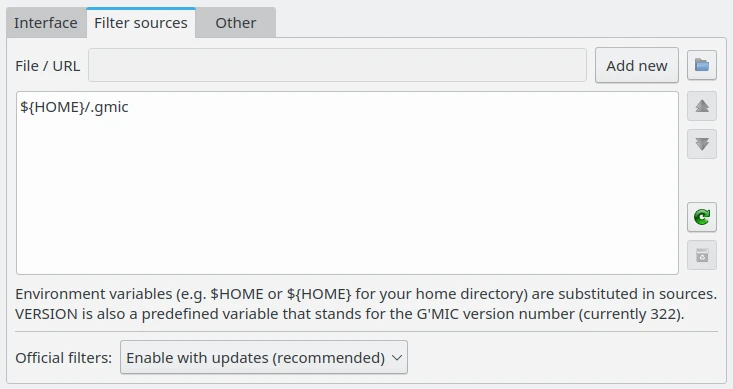 Interface Filter sources Other
File / URL Add new
${HOME}/.gmic
Environment variables (e.g. $HOME or ${HOME} for your home directory) are substituted in sources.
VERSION is also a predefined variable that stands for the G'MIC version number (currently 322).
Official filters: Enable with updates (recommended)